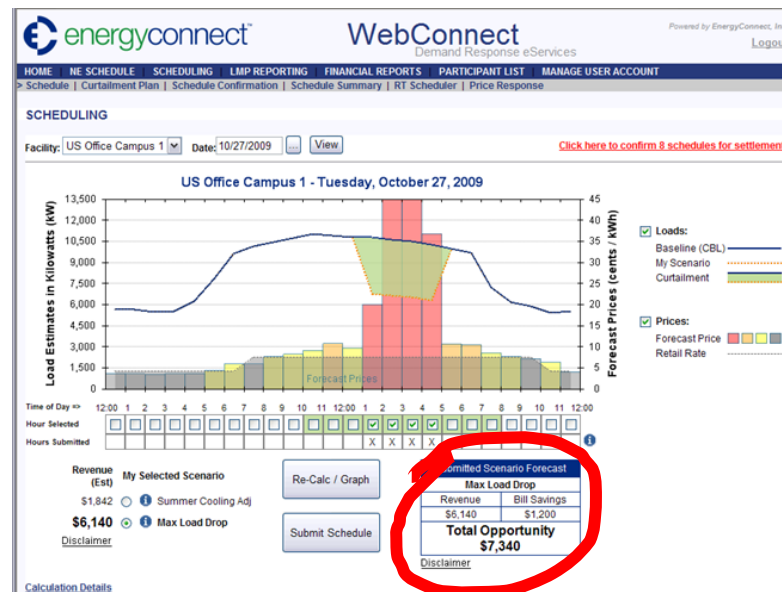 energyconnect™
WebConnect
Demand Response eServices
Powered by EnergyConnect, In
Logou
HOME NE SCHEDULE SCHEDULING LMP REPORTING FINANCIAL REPORTS PARTICIPANT LIST MANAGE USER ACCOUNT
> Schedule | Curtailment Plan | Schedule Confirmation | Schedule Summary | RT Scheduler | Price Response
SCHEDULING
Facility: US Office Campus 1 Date: 10/27/2009 ... View
Click here to confirm 8 schedules for settlement
US Office Campus 1 - Tuesday, October 27, 2009
Load Estimates in Kilowatts (kW)
13,500
12,000
10,500
9,000
7,500
6,000
4,500
3,000
1,500
0
45
40
35
30
25
20
15
10
5
0
Forecast Prices (cents / kWh)
Forecast Prices
Loads:
Baseline (CBL)
My Scenario
Curtailment
Prices:
Forecast Price
Retail Rate
Time of Day => 12:00 1 2 3 4 5 6 7 8 9 10 11 12:00 1 2 3 4 5 6 7 8 9 10 11 12:00
Hour Selected
Hours Submitted X X X X
Revenue (Est) My Selected Scenario
$1,842 Summer Cooling Adj
$6,140 Max Load Drop
Disclaimer
Re-Calc / Graph
Submit Schedule
bmitted Scenario Forecast
Max Load Drop
Revenue Bill Savings
$6,140 $1,200
Total Opportunity
$7,340
Disclaimer
Calculation Details